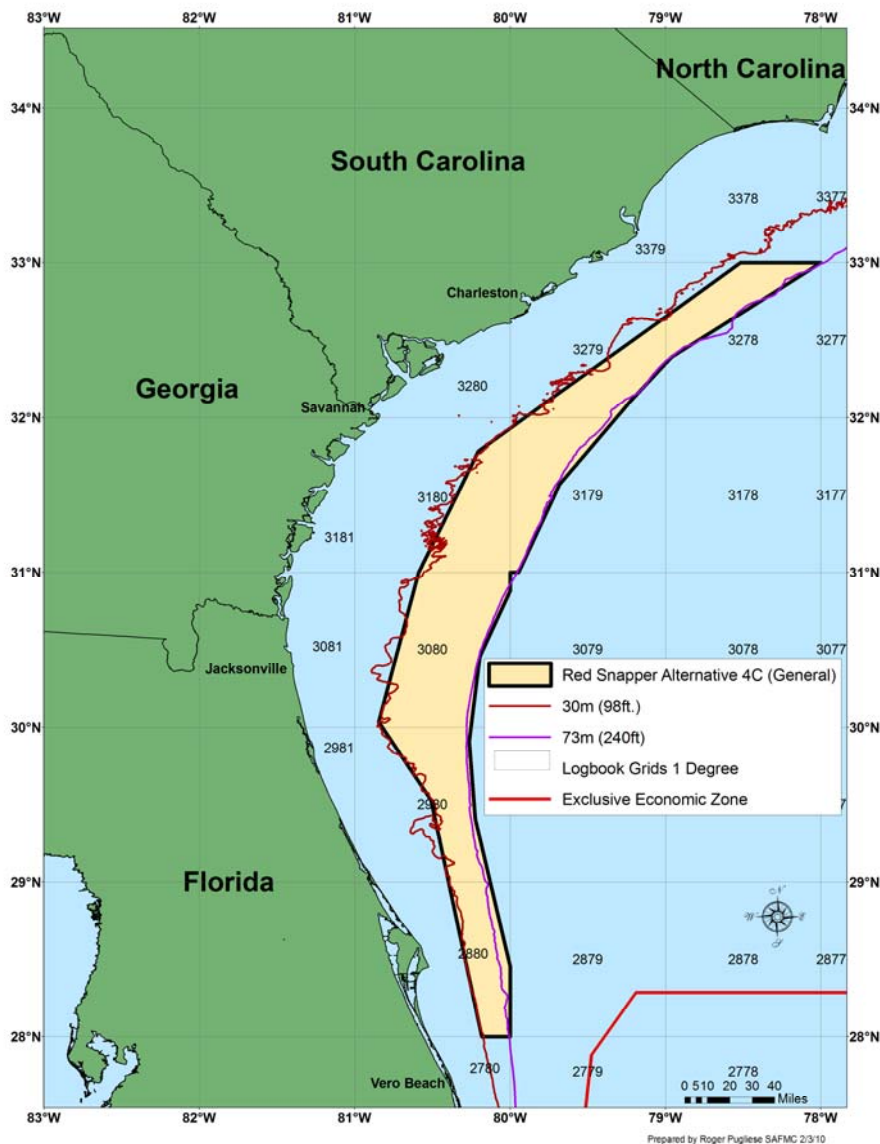 83°W 82°W 81°W 80°W 79°W 78°W
North Carolina
34°N 34°N
South Carolina
3378 3377
3379
33°N 33°N
Charleston
3279 3278 3277
Georgia
3280
Savannah
32°N 32°N
3180 3179 3178 3177
3181
31°N 31°N
3081 3080 3079 3078 3077
Jacksonville
Red Snapper Alternative 4C (General)
30m (98ft.)
30°N 30°N
73m (240ft)
2981
Logbook Grids 1 Degree
2980
Exclusive Economic Zone
29°N 29°N
Florida
N
2880 2879 2878 2877
28°N 28°N
2780 2779 2778
Vero Beach
0 5 10 20 30 40
Miles
83°W 82°W 81°W 80°W 79°W 78°W
Prepared by Roger Pugliese SAFMC 2/3/10